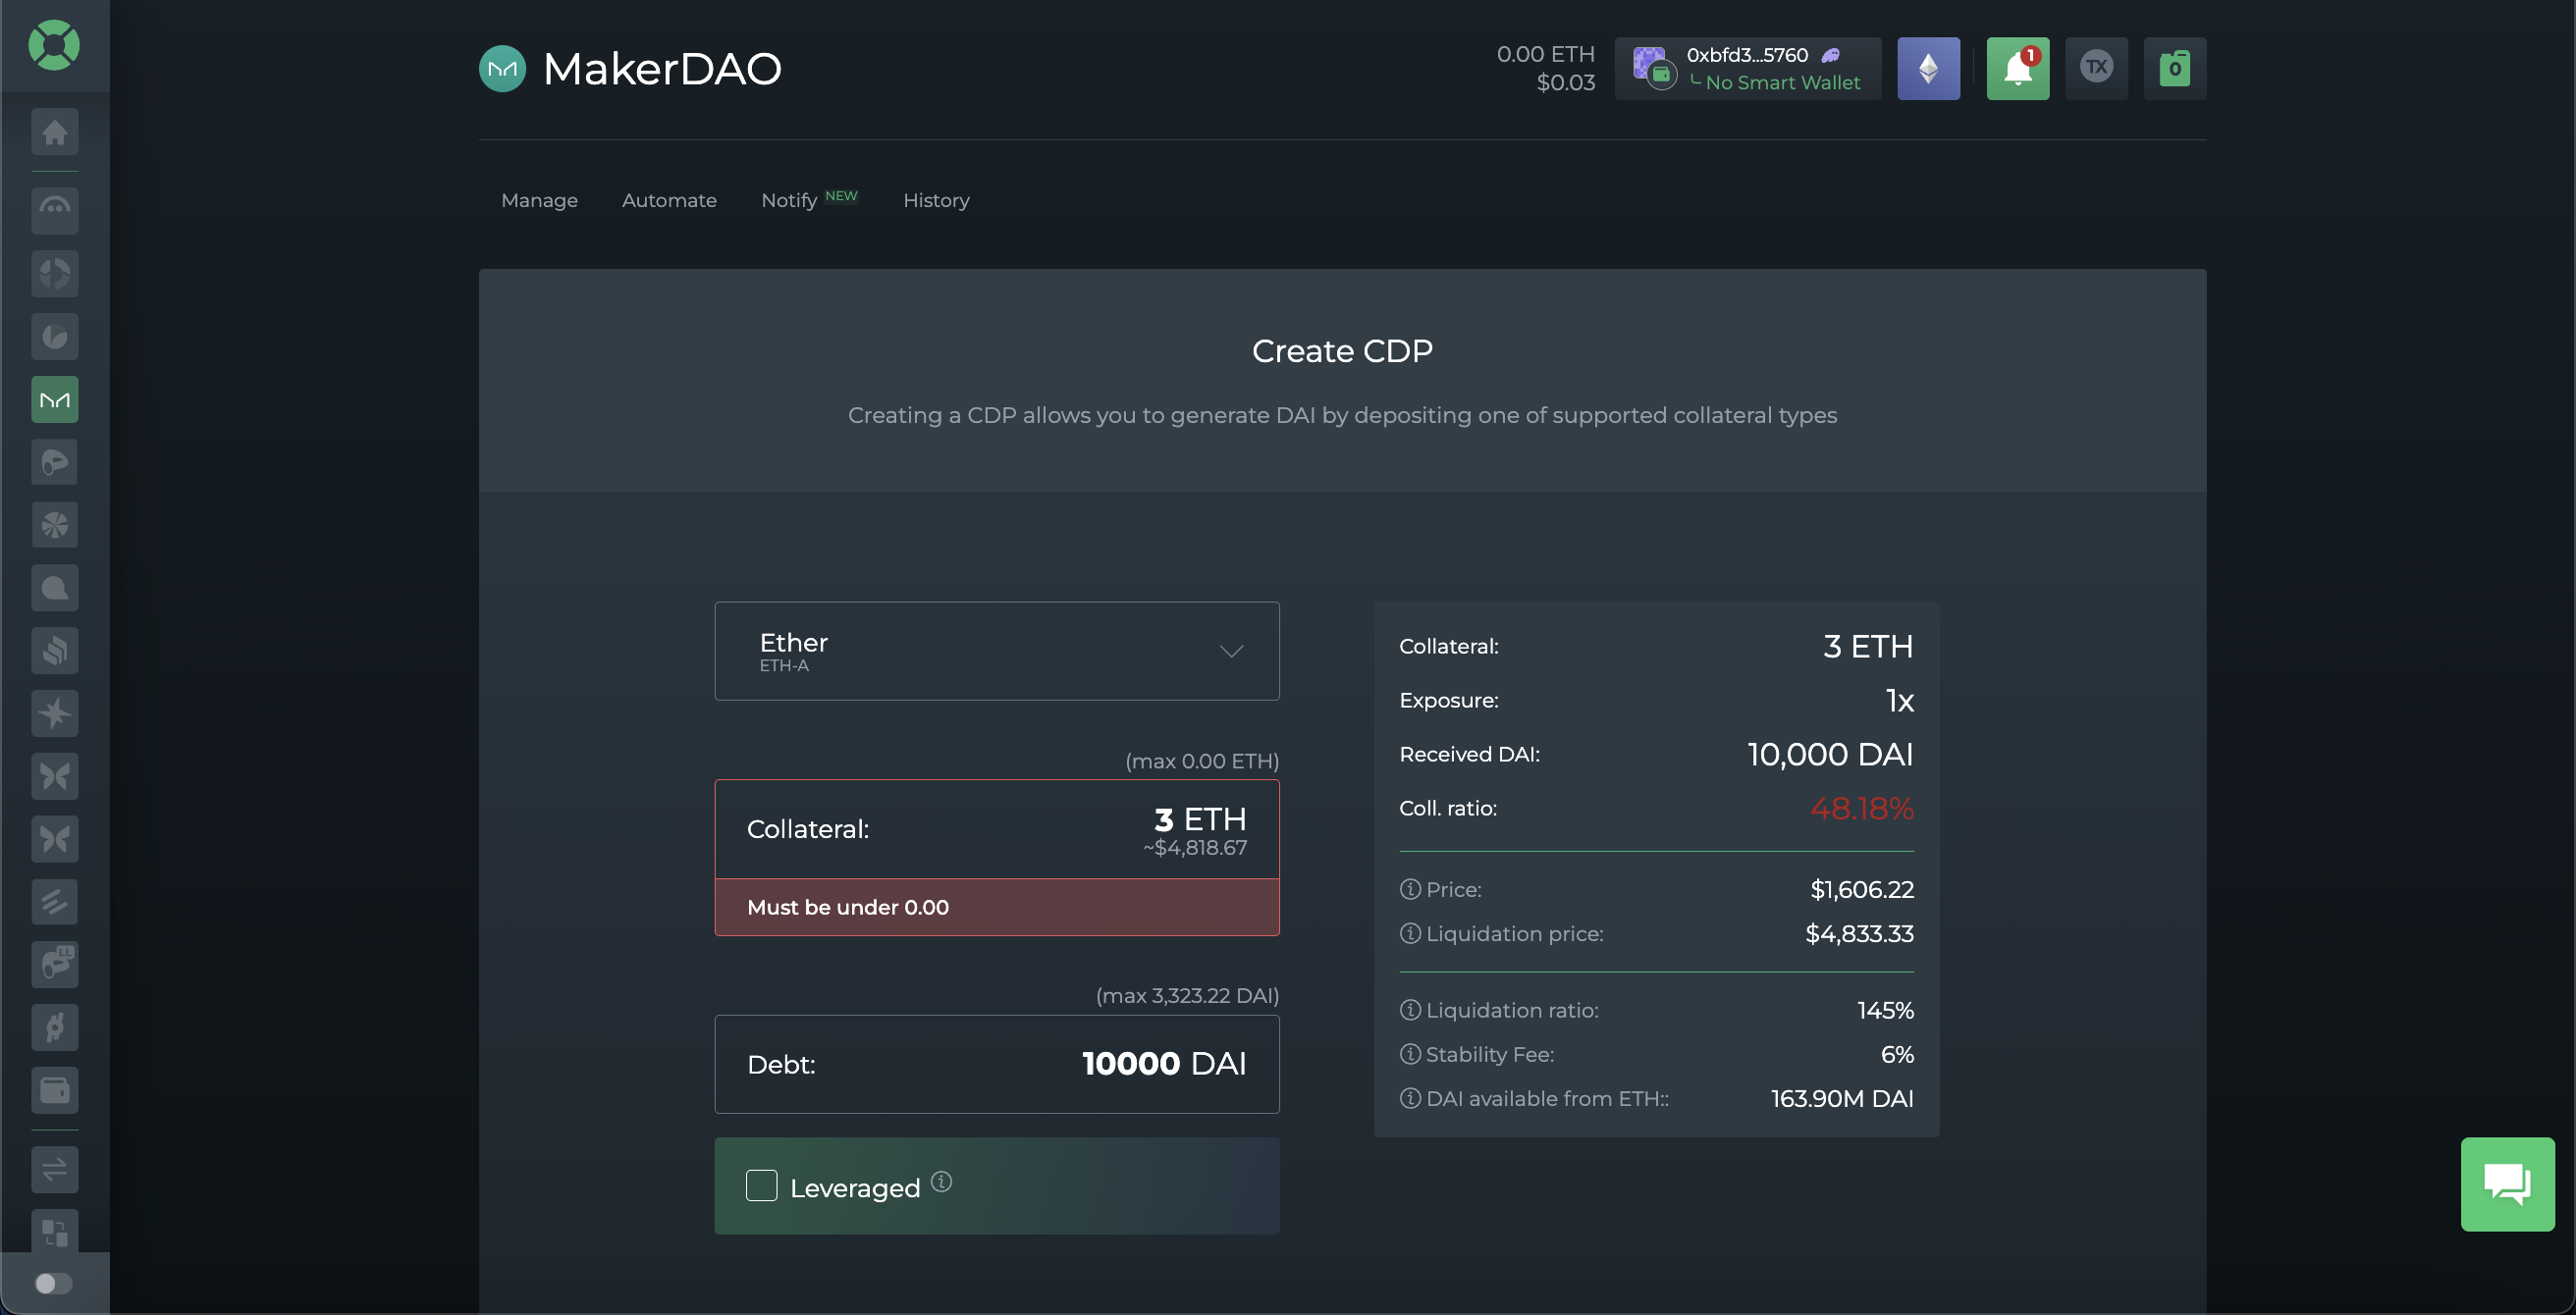 MakerDAO
0.00 ETH
$0.03
0xbfd3...5760
No Smart Wallet
1
TX
0
Manage Automate Notify NEW History
Create CDP
Creating a CDP allows you to generate DAI by depositing one of supported collateral types
Ether
ETH-A
(max 0.00 ETH)
Collateral: 3 ETH
~$4,818.67
Must be under 0.00
(max 3,323.22 DAI)
Debt: 10000 DAI
Leveraged
Collateral: 3 ETH
Exposure: 1x
Received DAI: 10,000 DAI
Coll. ratio: 48.18%
Price: $1,606.22
Liquidation price: $4,833.33
Liquidation ratio: 145%
Stability Fee: 6%
DAI available from ETH:: 163.90M DAI
LL